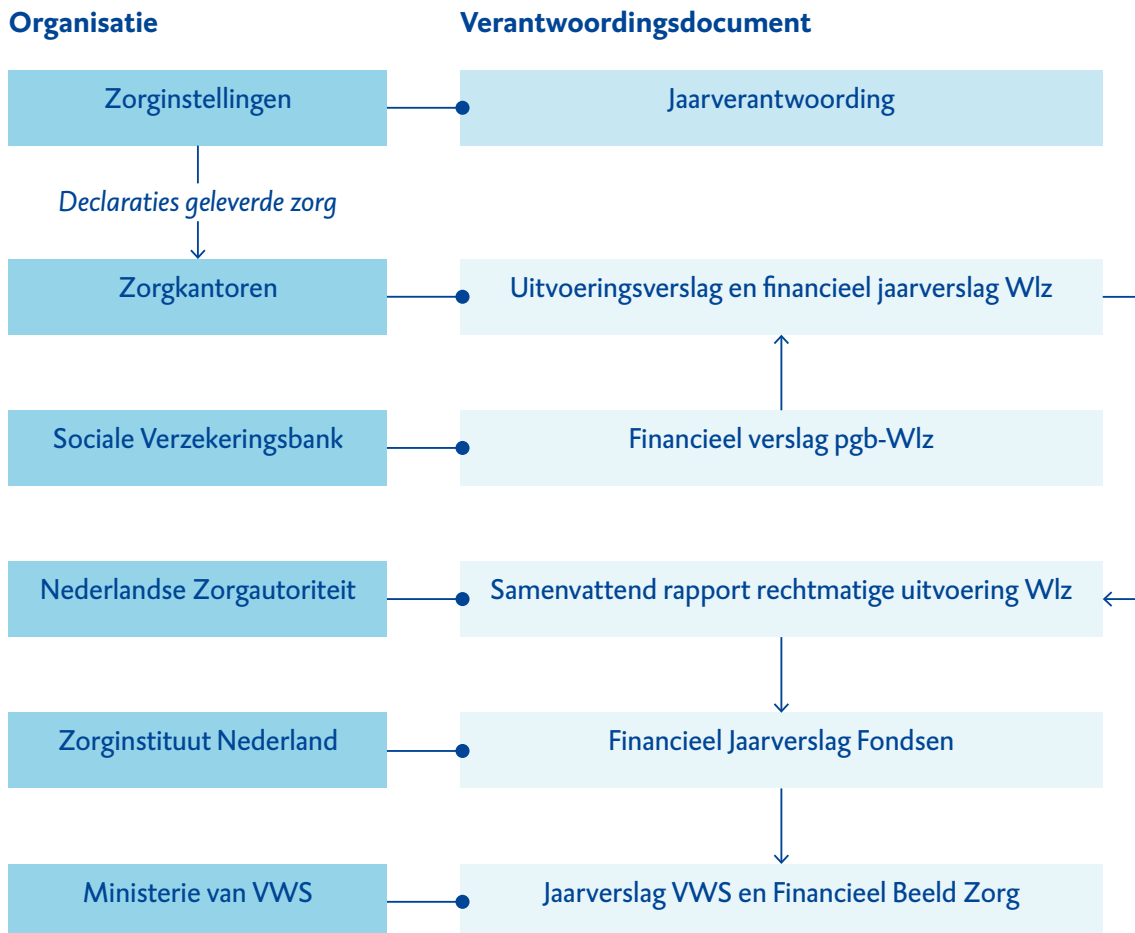 Organisatie
Verantwoordingsdocument
Zorginstellingen
Jaarverantwoording
Declaraties geleverde zorg
Zorgkantoren
Uitvoeringsverslag en financieel jaarverslag Wlz
Sociale Verzekeringsbank
Financieel verslag pgb-Wlz
Nederlandse Zorgautoriteit
Samenvattend rapport rechtmatige uitvoering Wlz
Zorginstituut Nederland
Financieel Jaarverslag Fondsen
Ministerie van VWS
Jaarverslag VWS en Financieel Beeld Zorg